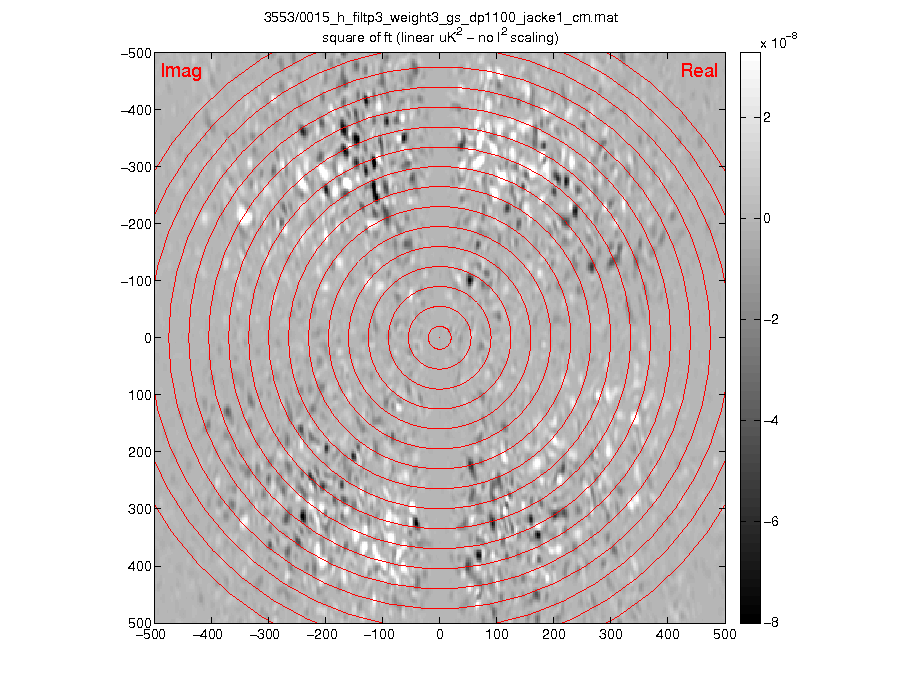 3553/0015_h_filtp3_weight3_gs_dp1100_jacke1_cm.mat
square of ft (linear uK² − no l² scaling)
x 10⁻⁸
Imag
Real
−500
−400
−300
−200
−100
0
100
200
300
400
500
−500 −400 −300 −200 −100 0 100 200 300 400 500
2
0
−2
−4
−6
−8